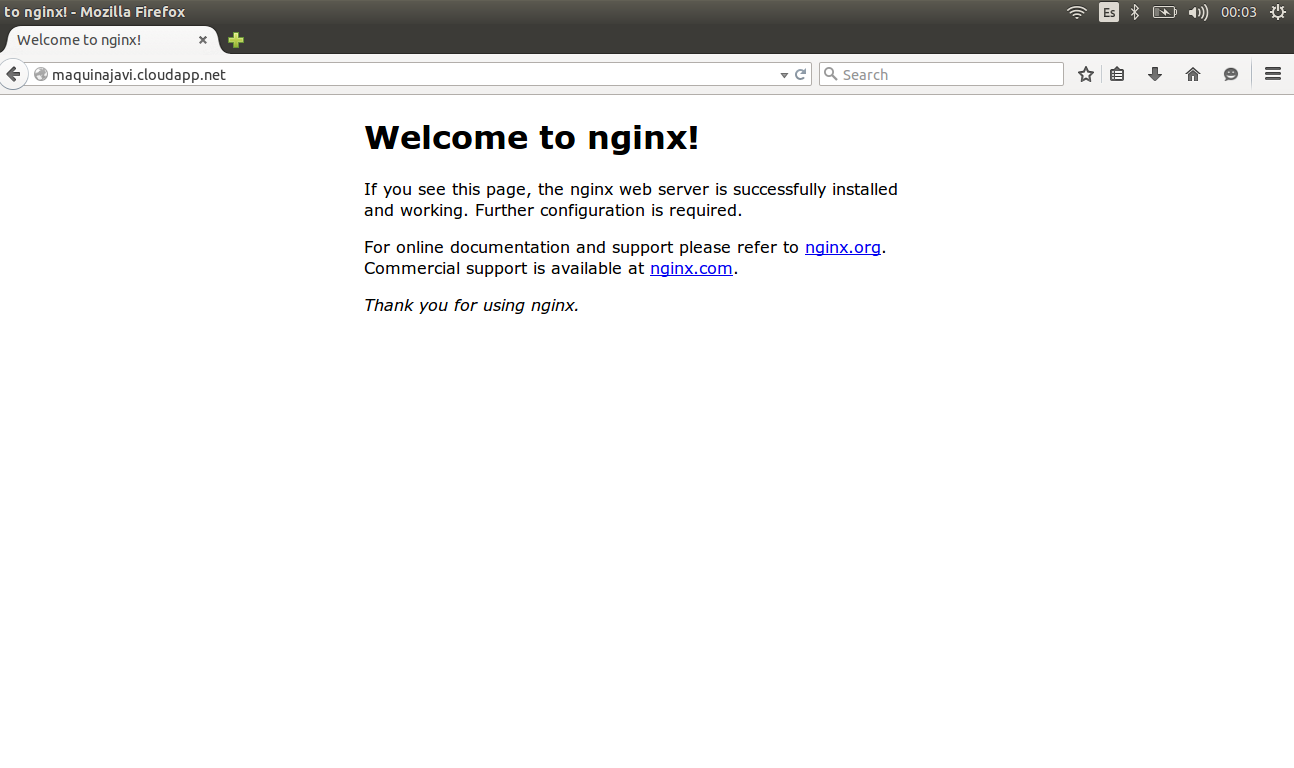 to nginx! - Mozilla Firefox
Es
00:03
Welcome to nginx!
maquinajavi.cloudapp.net
Search
Welcome to nginx!
If you see this page, the nginx web server is successfully installed
and working. Further configuration is required.
For online documentation and support please refer to nginx.org.
Commercial support is available at nginx.com.
Thank you for using nginx.